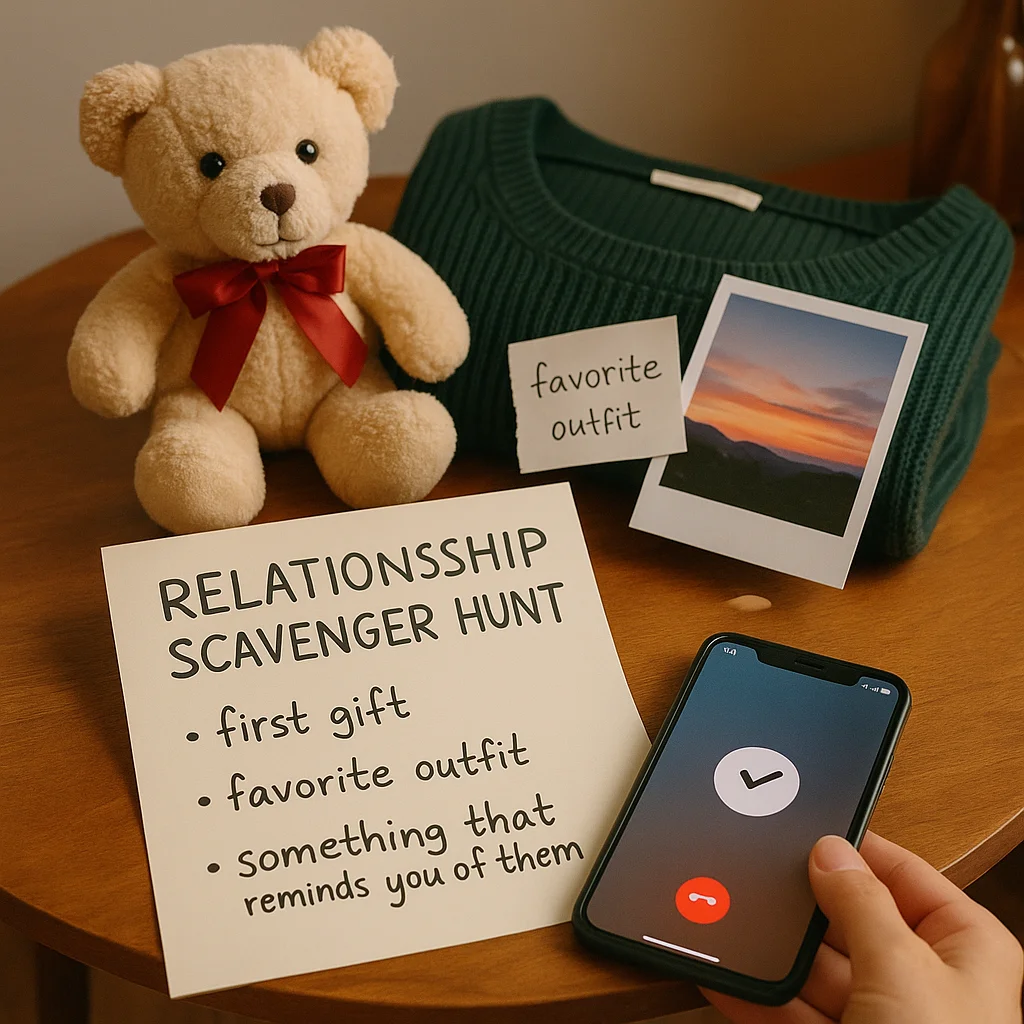 favorite
outfit
RELATIONSSHIP
SCAVENGER HUNT
• first gift
• favorite outfit
• something that
reminds you of them